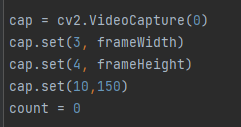 cap = cv2.VideoCapture(0)
cap.set(3, frameWidth)
cap.set(4, frameHeight)
cap.set(10,150)
count = 0